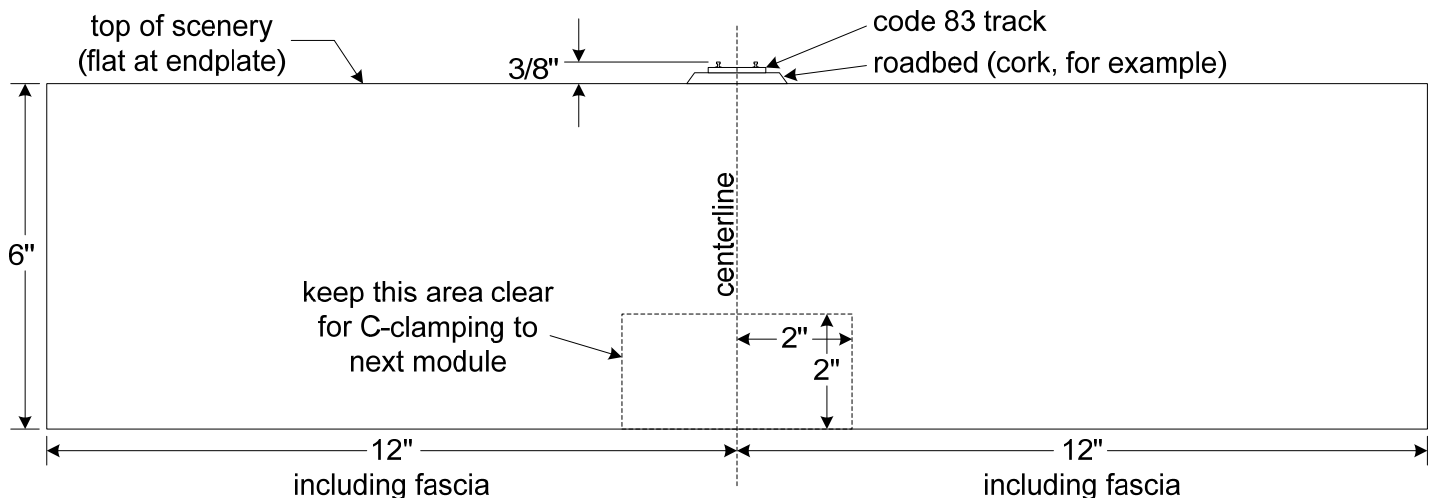 top of scenery
(flat at endplate)
3/8"
code 83 track
roadbed (cork, for example)
6"
centerline
keep this area clear
for C-clamping to
next module
2"
2"
12"
12"
including fascia
including fascia